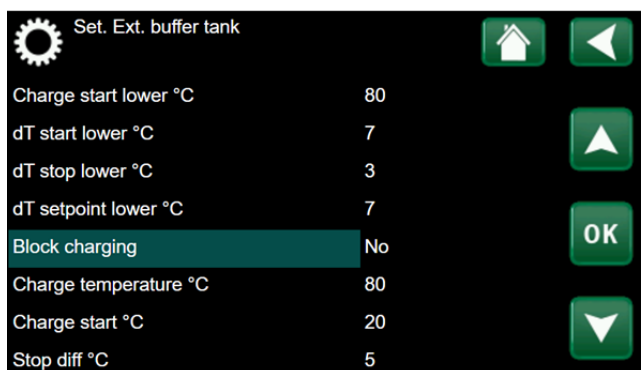 Set. Ext. buffer tank
Charge start lower °C 80
dT start lower °C 7
dT stop lower °C 3
dT setpoint lower °C 7
Block charging No
OK
Charge temperature °C 80
Charge start °C 20
Stop diff °C 5